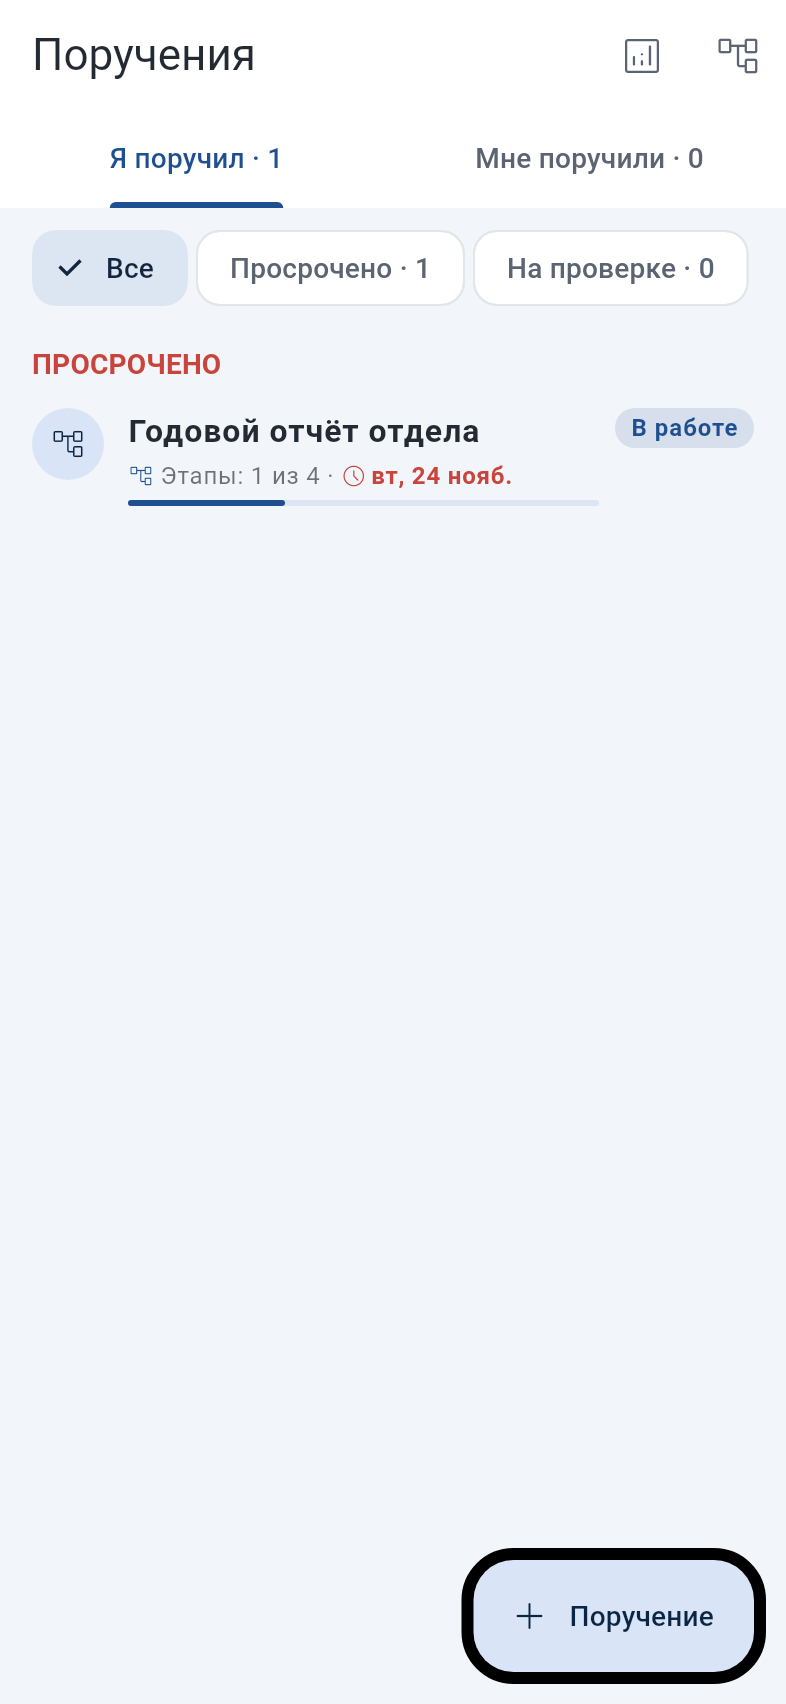 Поручения
Я поручил · 1
Мне поручили · 0
Все
Просрочено · 1
На проверке · 0
ПРОСРОЧЕНО
Годовой отчёт отдела
В работе
Этапы: 1 из 4 · вт, 24 нояб.
Поручение